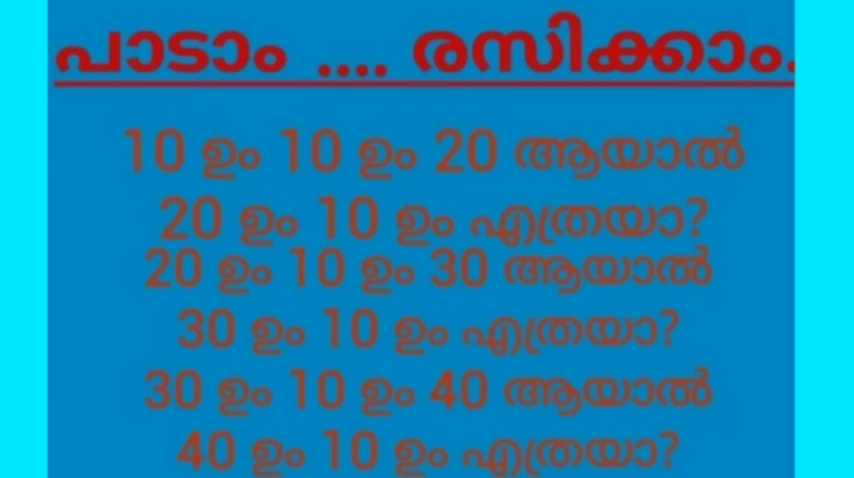 പാടാം .... രസിക്കാം.
10 ഉം 10 ഉം 20 ആയാൽ
20 ഉം 10 ഉം എത്രയാ?
20 ഉം 10 ഉം 30 ആയാൽ
30 ഉം 10 ഉം എത്രയാ?
30 ഉം 10 ഉം 40 ആയാൽ
40 ഉം 10 ഉം എത്രയാ?